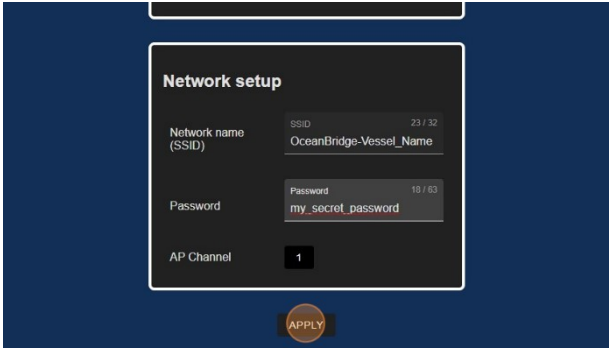 Network setup
Network name
(SSID)
SSID 23 / 32
OceanBridge-Vessel_Name
Password
Password 18 / 63
my_secret_password
AP Channel
1
APPLY